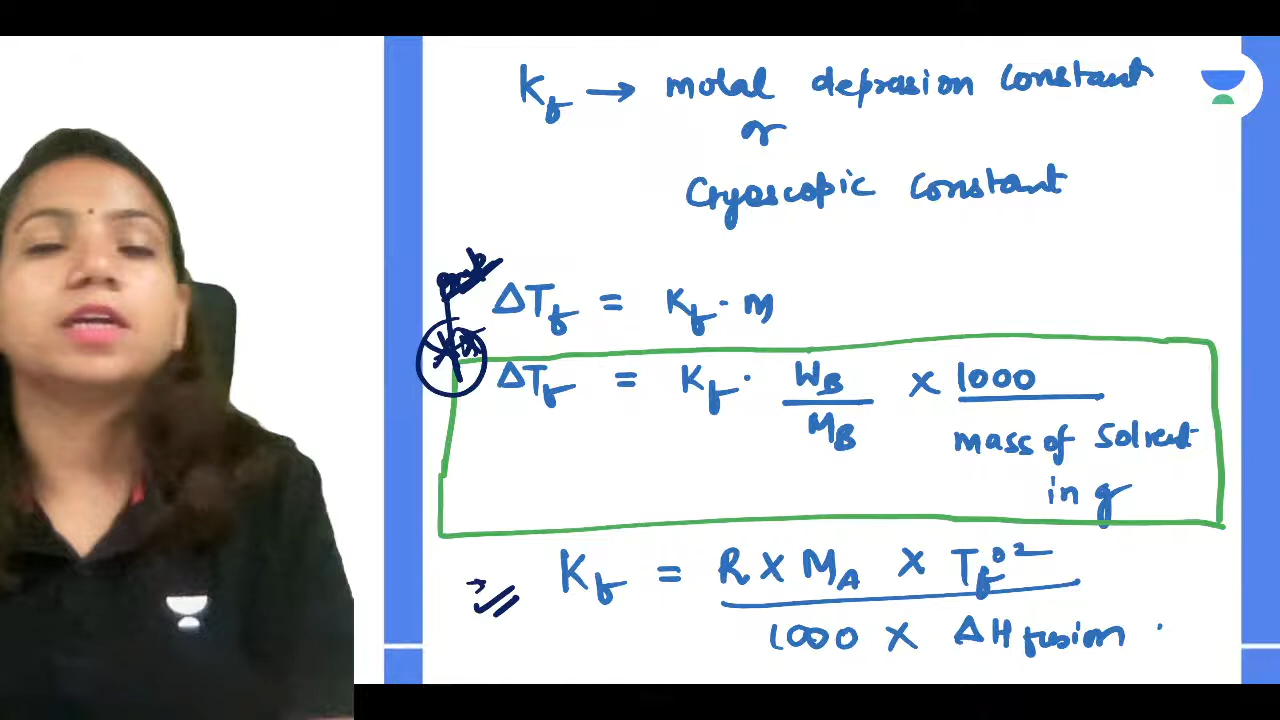 Kf → molal deprasion constant
or
Cryoscopic constant
ΔTf = Kf · m
ΔTf = Kf · WB / MB × 1000 / mass of solvent in g
⇒ Kf = R × MA × Tf°² / 1000 × ΔHfusion